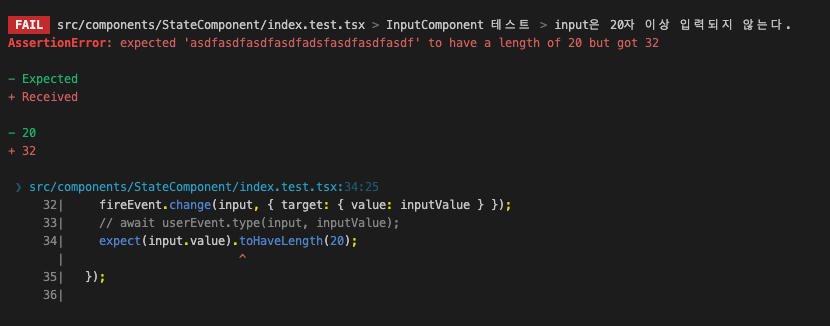 FAIL src/components/StateComponent/index.test.tsx > InputComponent 테스트 > input은 20자 이상 입력되지 않는다.
AssertionError: expected 'asdfasdfasdfasdfadsfasdfasdfasdf' to have a length of 20 but got 32
- Expected
+ Received
- 20
+ 32
❯ src/components/StateComponent/index.test.tsx:34:25
32| fireEvent.change(input, { target: { value: inputValue } });
33| // await userEvent.type(input, inputValue);
34| expect(input.value).toHaveLength(20);
| ^
35| });
36|